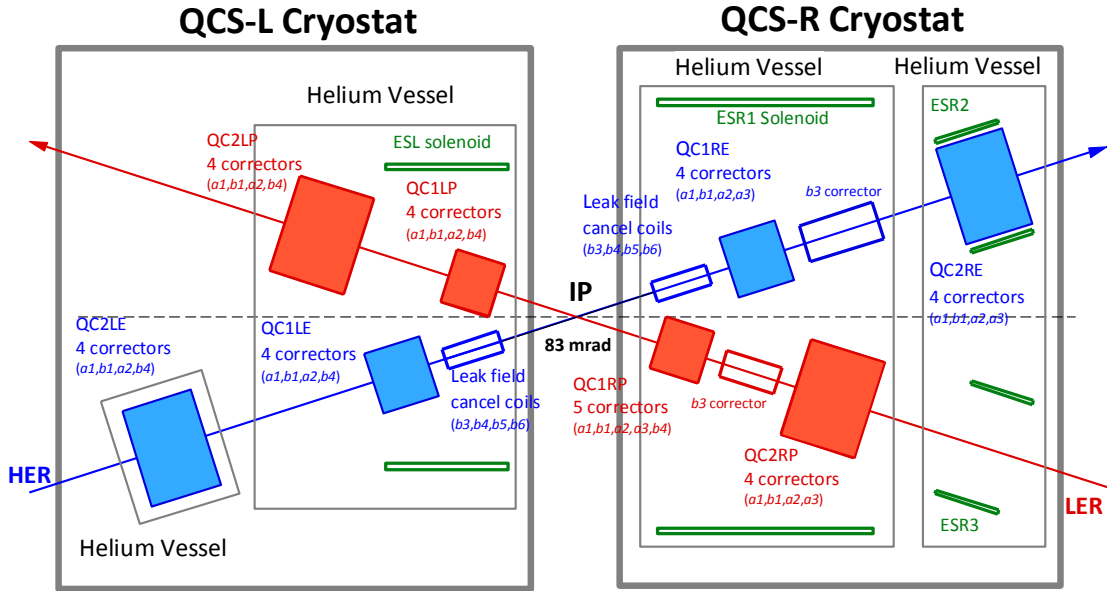 QCS-L Cryostat
QCS-R Cryostat
Helium Vessel
QC2LP
4 correctors
(a1,b1,a2,b4)
ESL solenoid
QC1LP
4 correctors
(a1,b1,a2,b4)
QC2LE
4 correctors
(a1,b1,a2,b4)
QC1LE
4 correctors
(a1,b1,a2,b4)
Leak field
cancel coils
(b3,b4,b5,b6)
HER
Helium Vessel
IP
83 mrad
Helium Vessel
Helium Vessel
ESR1 Solenoid
ESR2
QC1RE
4 correctors
(a1,b1,a2,a3)
b3 corrector
Leak field
cancel coils
(b3,b4,b5,b6)
QC2RE
4 correctors
(a1,b1,a2,a3)
QC1RP
5 correctors
(a1,b1,a2,a3,b4)
b3 corrector
QC2RP
4 correctors
(a1,b1,a2,a3)
LER
ESR3